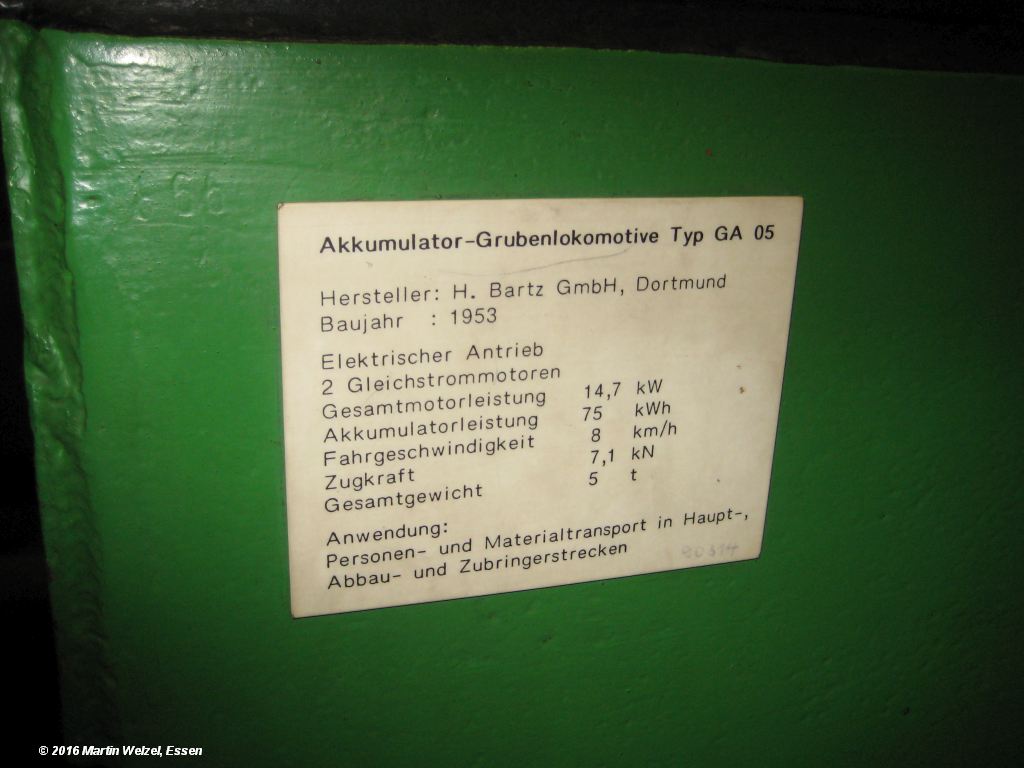 Akkumulator-Grubenlokomotive Typ GA 05
Hersteller: H. Bartz GmbH, Dortmund
Baujahr : 1953
Elektrischer Antrieb
2 Gleichstrommotoren
Gesamtmotorleistung 14,7 kW
Akkumulatorleistung 75 kWh
Fahrgeschwindigkeit 8 km/h
Zugkraft 7,1 kN
Gesamtgewicht 5 t
Anwendung:
Personen- und Materialtransport in Haupt-,
Abbau- und Zubringerstrecken
© 2016 Martin Welzel, Essen